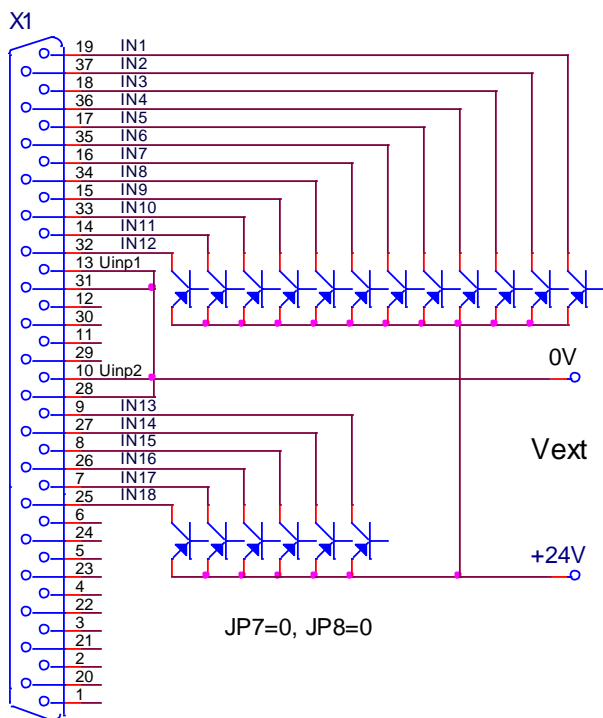 X1
19 IN1
37 IN2
18 IN3
36 IN4
17 IN5
35 IN6
16 IN7
34 IN8
15 IN9
33 IN10
14 IN11
32 IN12
13 Uinp1
31
12
30
11
29
10 Uinp2
0V
28
9 IN13
27 IN14
8 IN15
Vext
26 IN16
7 IN17
25 IN18
6
24
5
+24V
23
4
22
3
JP7=0, JP8=0
21
2
20
1